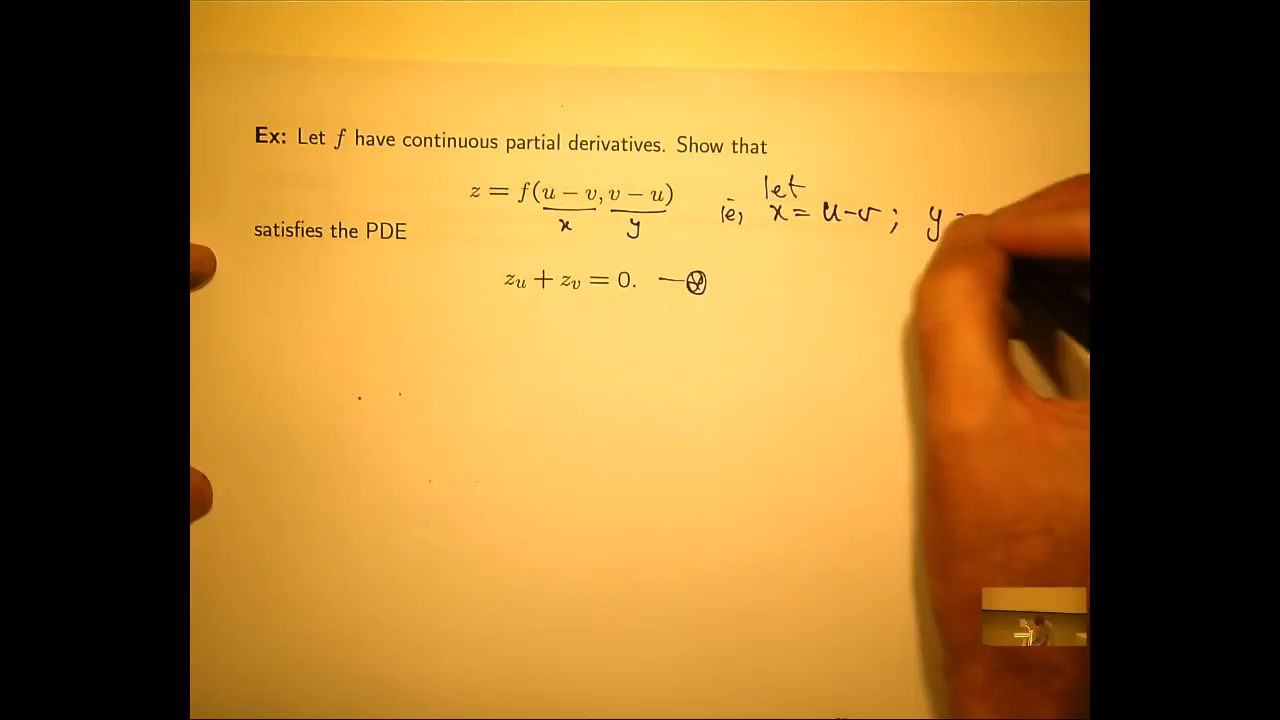 Ex: Let f have continuous partial derivatives. Show that
let
z = f(u − v, v − u) ie, x = u-v ; y =
x y
satisfies the PDE
z_u + z_v = 0. —⊛